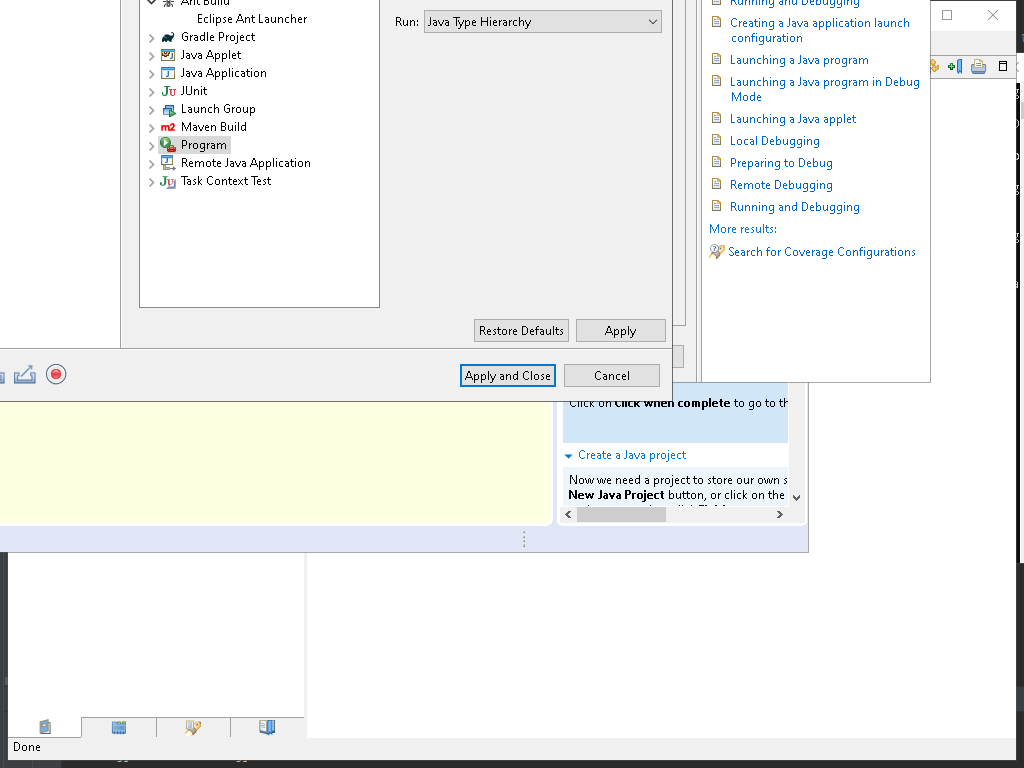 Ant Build
Eclipse Ant Launcher
Gradle Project
Java Applet
Java Application
JUnit
Launch Group
Maven Build
Program
Remote Java Application
Task Context Test
Run:
Java Type Hierarchy
Restore Defaults
Apply
Apply and Close
Cancel
Running and Debugging
Creating a Java application launch
configuration
Launching a Java program
Launching a Java program in Debug
Mode
Launching a Java applet
Local Debugging
Preparing to Debug
Remote Debugging
Running and Debugging
More results:
Search for Coverage Configurations
Click on Click when complete to go to th
Create a Java project
Now we need a project to store our own s
New Java Project button, or click on the
Done